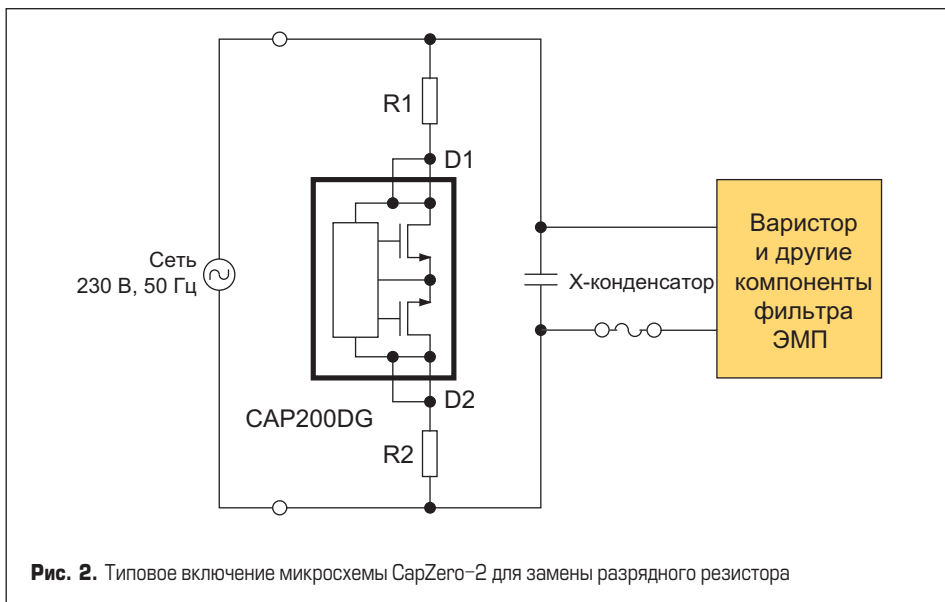 R1
D1
Сеть
230 В, 50 Гц
Х-конденсатор
Варистор
и другие
компоненты
фильтра
ЭМП
D2
CAP200DG
R2
Рис. 2. Типовое включение микросхемы CapZero–2 для замены разрядного резистора